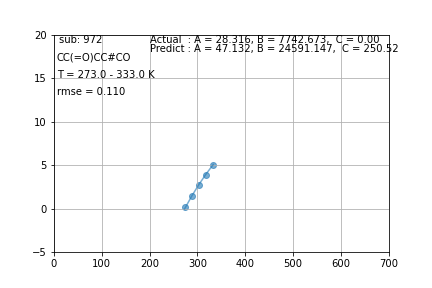 sub: 972
Actual : A = 28.316, B = 7742.673,  C = 0.00
Predict : A = 47.132, B = 24591.147,  C = 250.52
CC(=O)CC#CO
T = 273.0 - 333.0 K
rmse = 0.110
20
15
10
5
0
−5
0 100 200 300 400 500 600 700